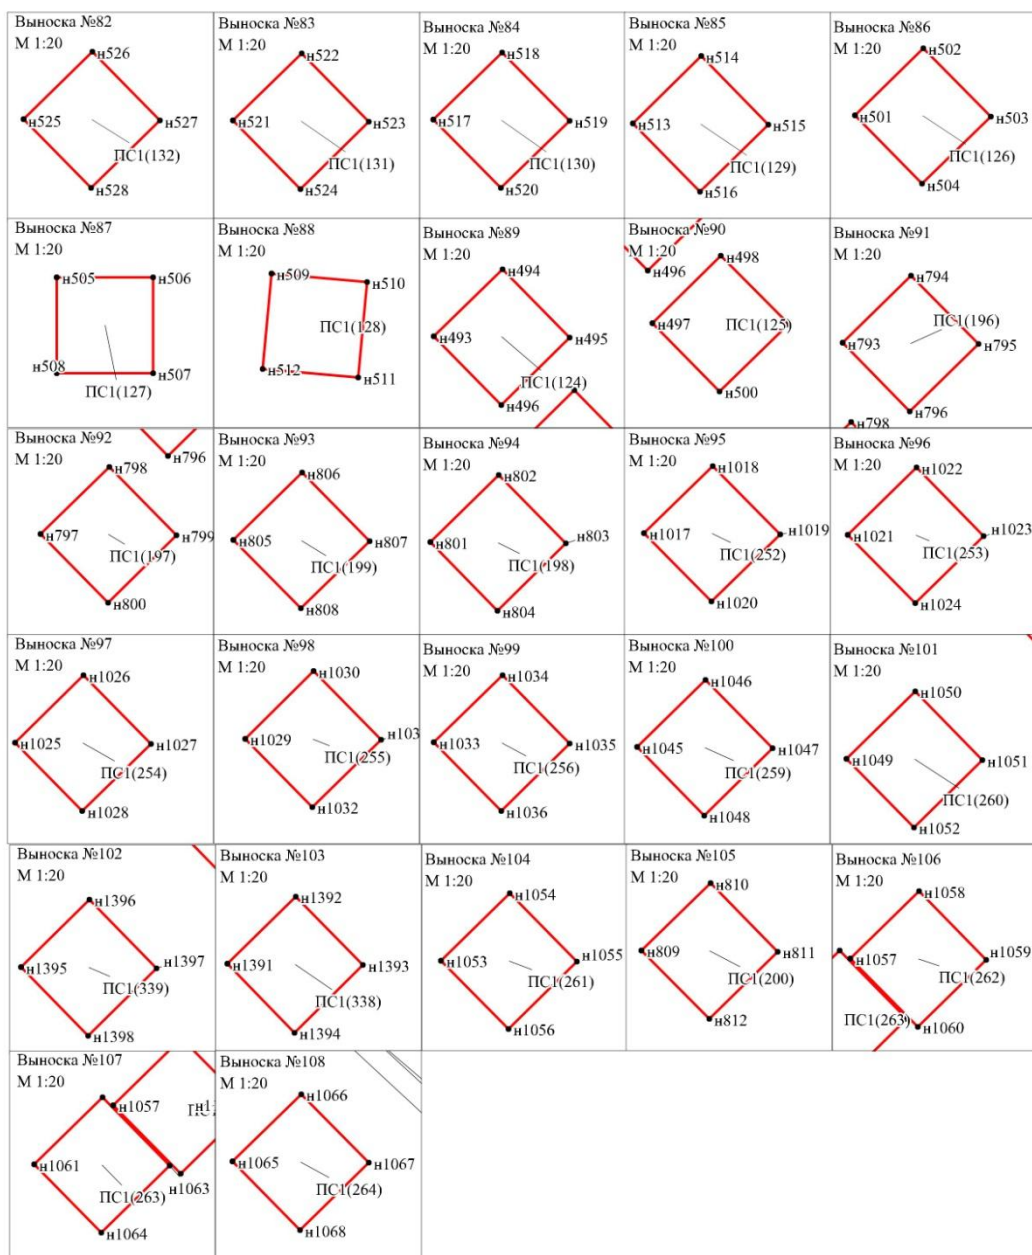 Выноска №82
М 1:20
н526
н525
н527
ПС1(132)
н528
Выноска №83
М 1:20
н522
н521
н523
ПС1(131)
н524
Выноска №84
М 1:20
н518
н517
н519
ПС1(130)
н520
Выноска №85
М 1:20
н514
н513
н515
ПС1(129)
н516
Выноска №86
М 1:20
н502
н501
н503
ПС1(126)
н504
Выноска №87
М 1:20
н505
н506
н508
н507
ПС1(127)
Выноска №88
М 1:20
н509
н510
ПС1(128)
н512
н511
Выноска №89
М 1:20
н494
н493
н495
ПС1(124)
н496
Выноска №90
М 1:20
н496
н498
н497
ПС1(125)
н500
Выноска №91
М 1:20
н794
ПС1(196)
н793
н795
н796
н798
Выноска №92
М 1:20
н796
н798
н797
н799
ПС1(197)
н800
Выноска №93
М 1:20
н806
н805
н807
ПС1(199)
н808
Выноска №94
М 1:20
н802
н801
н803
ПС1(198)
н804
Выноска №95
М 1:20
н1018
н1017
н1019
ПС1(252)
н1020
Выноска №96
М 1:20
н1022
н1021
н1023
ПС1(253)
н1024
Выноска №97
М 1:20
н1026
н1025
н1027
ПС1(254)
н1028
Выноска №98
М 1:20
н1030
н1029
н103
ПС1(255)
н1032
Выноска №99
М 1:20
н1034
н1033
н1035
ПС1(256)
н1036
Выноска №100
М 1:20
н1046
н1045
н1047
ПС1(259)
н1048
Выноска №101
М 1:20
н1050
н1049
н1051
ПС1(260)
н1052
Выноска №102
М 1:20
н1396
н1395
н1397
ПС1(339)
н1398
Выноска №103
М 1:20
н1392
н1391
н1393
ПС1(338)
н1394
Выноска №104
М 1:20
н1054
н1053
н1055
ПС1(261)
н1056
Выноска №105
М 1:20
н810
н809
н811
ПС1(200)
н812
Выноска №106
М 1:20
н1058
н1057
н1059
ПС1(262)
ПС1(263)
н1060
Выноска №107
М 1:20
н1057
н1061
н1063
ПС1(263)
н1064
Выноска №108
М 1:20
н1066
н1065
н1067
ПС1(264)
н1068